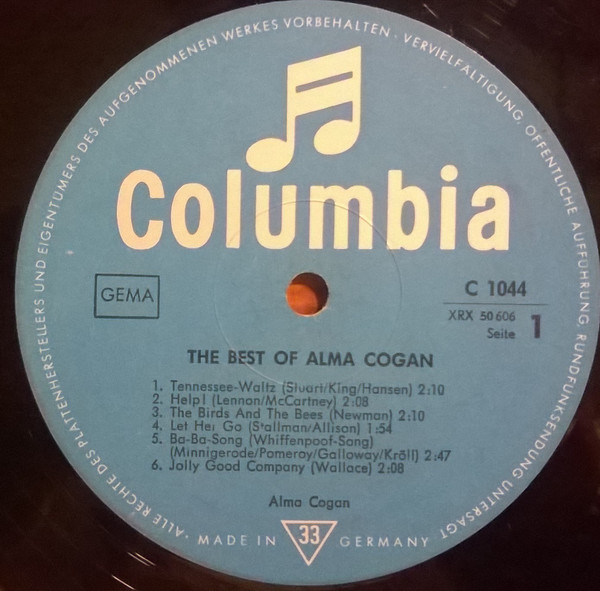 ALLE RECHTE DES PLATTENHERSTELLERS UND EIGENTÜMERS DES AUFGENOMMENEN WERKES VORBEHALTEN · VERVIELFÄLTIGUNG, ÖFFENTLICHE AUFFÜHRUNG, RUNDFUNKSENDUNG UNTERSAGT ·
Columbia
GEMA
C 1044
XRX 50 606
Seite 1
THE BEST OF ALMA COGAN
1. Tennessee-Waltz (Stuart/King/Hansen) 2:10
2. Help! (Lennon/McCartney) 2:08
3. The Birds And The Bees (Newman) 2:10
4. Let Her Go (Stallman/Allison) 1:54
5. Ba-Ba-Song (Whiffenpoof-Song)
(Minnigerode/Pomeroy/Galloway/Kröll) 2:47
6. Jolly Good Company (Wallace) 2:08
Alma Cogan
MADE IN 33 GERMANY